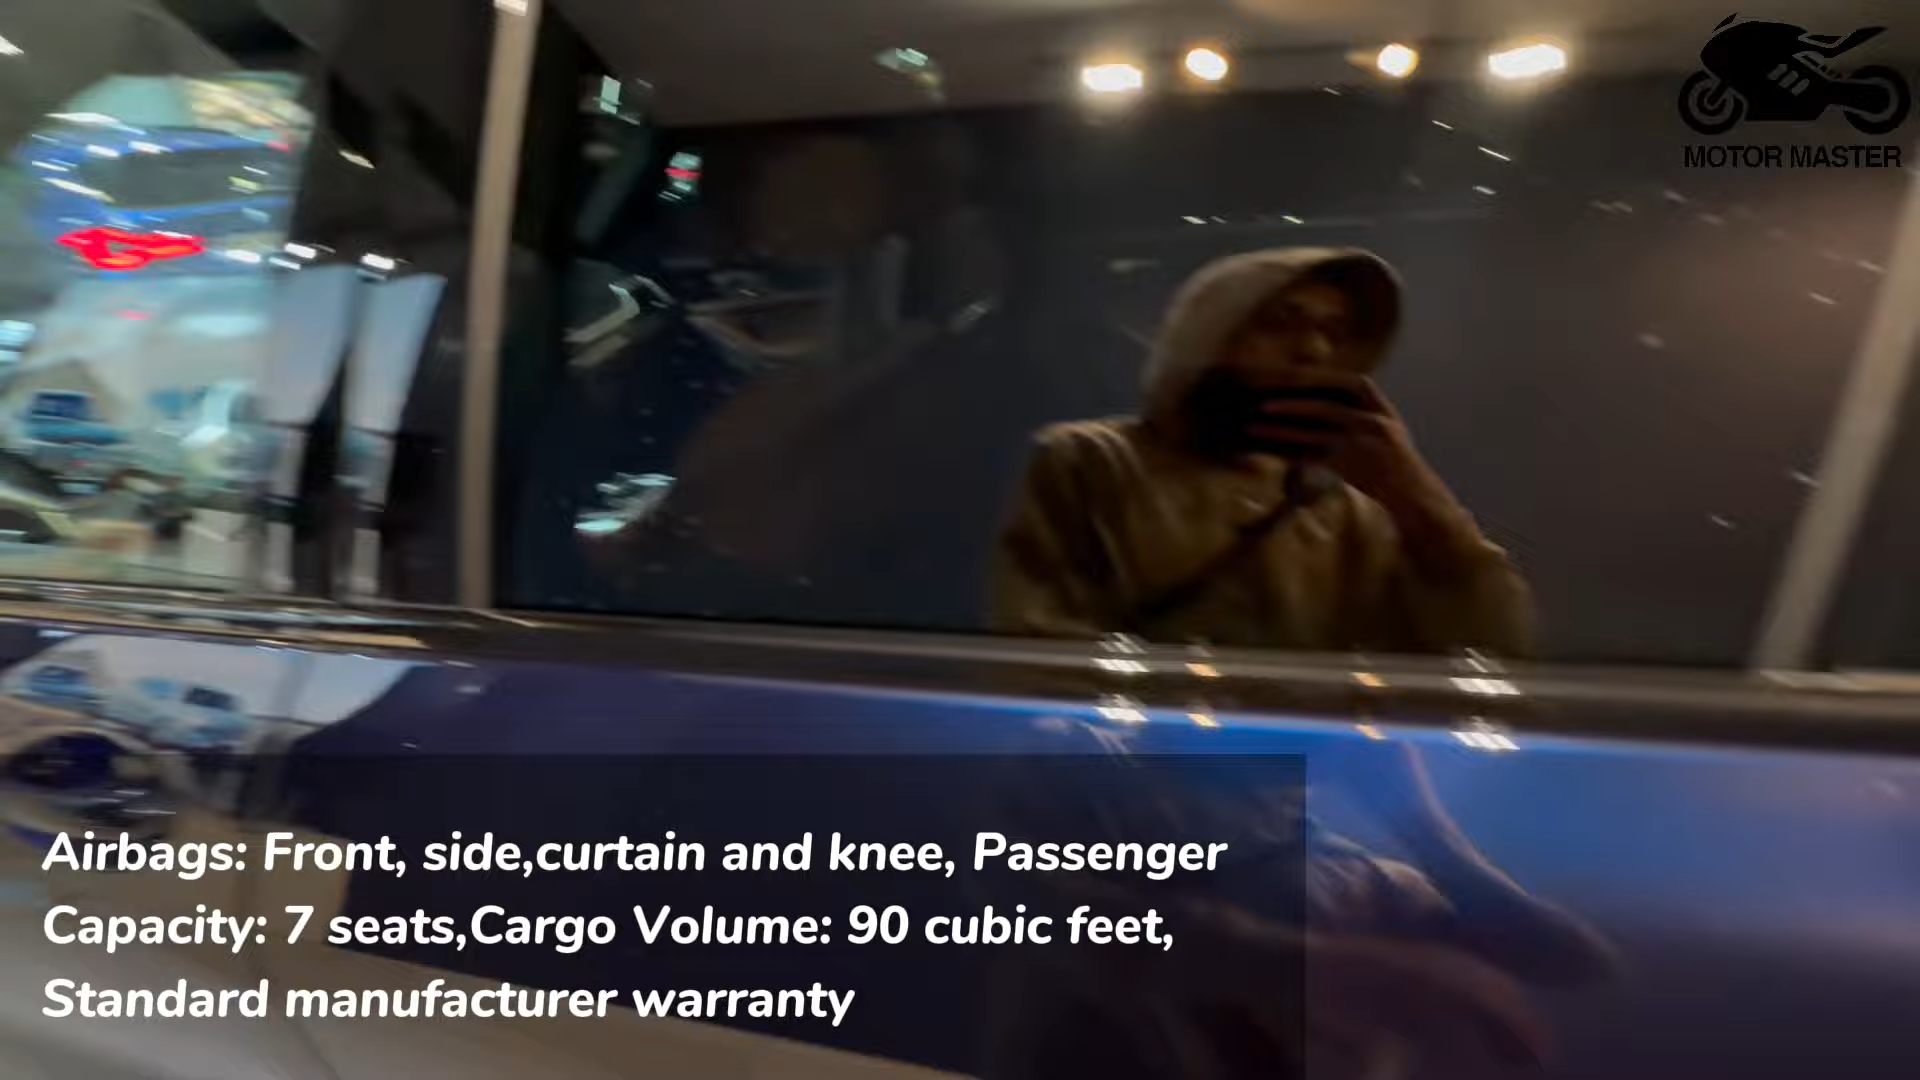 MOTOR MASTER
Airbags: Front, side,curtain and knee, Passenger
Capacity: 7 seats,Cargo Volume: 90 cubic feet,
Standard manufacturer warranty